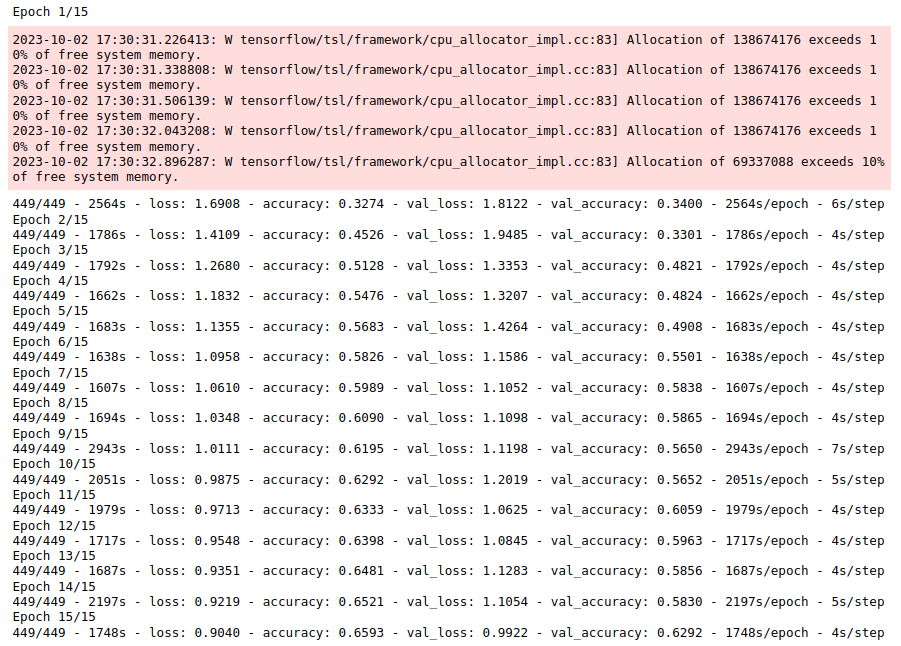 Epoch 1/15
2023-10-02 17:30:31.226413: W tensorflow/tsl/framework/cpu_allocator_impl.cc:83] Allocation of 138674176 exceeds 1
0% of free system memory.
2023-10-02 17:30:31.338808: W tensorflow/tsl/framework/cpu_allocator_impl.cc:83] Allocation of 138674176 exceeds 1
0% of free system memory.
2023-10-02 17:30:31.506139: W tensorflow/tsl/framework/cpu_allocator_impl.cc:83] Allocation of 138674176 exceeds 1
0% of free system memory.
2023-10-02 17:30:32.043208: W tensorflow/tsl/framework/cpu_allocator_impl.cc:83] Allocation of 138674176 exceeds 1
0% of free system memory.
2023-10-02 17:30:32.896287: W tensorflow/tsl/framework/cpu_allocator_impl.cc:83] Allocation of 69337088 exceeds 10%
of free system memory.
449/449 - 2564s - loss: 1.6908 - accuracy: 0.3274 - val_loss: 1.8122 - val_accuracy: 0.3400 - 2564s/epoch - 6s/step
Epoch 2/15
449/449 - 1786s - loss: 1.4109 - accuracy: 0.4526 - val_loss: 1.9485 - val_accuracy: 0.3301 - 1786s/epoch - 4s/step
Epoch 3/15
449/449 - 1792s - loss: 1.2680 - accuracy: 0.5128 - val_loss: 1.3353 - val_accuracy: 0.4821 - 1792s/epoch - 4s/step
Epoch 4/15
449/449 - 1662s - loss: 1.1832 - accuracy: 0.5476 - val_loss: 1.3207 - val_accuracy: 0.4824 - 1662s/epoch - 4s/step
Epoch 5/15
449/449 - 1683s - loss: 1.1355 - accuracy: 0.5683 - val_loss: 1.4264 - val_accuracy: 0.4908 - 1683s/epoch - 4s/step
Epoch 6/15
449/449 - 1638s - loss: 1.0958 - accuracy: 0.5826 - val_loss: 1.1586 - val_accuracy: 0.5501 - 1638s/epoch - 4s/step
Epoch 7/15
449/449 - 1607s - loss: 1.0610 - accuracy: 0.5989 - val_loss: 1.1052 - val_accuracy: 0.5838 - 1607s/epoch - 4s/step
Epoch 8/15
449/449 - 1694s - loss: 1.0348 - accuracy: 0.6090 - val_loss: 1.1098 - val_accuracy: 0.5865 - 1694s/epoch - 4s/step
Epoch 9/15
449/449 - 2943s - loss: 1.0111 - accuracy: 0.6195 - val_loss: 1.1198 - val_accuracy: 0.5650 - 2943s/epoch - 7s/step
Epoch 10/15
449/449 - 2051s - loss: 0.9875 - accuracy: 0.6292 - val_loss: 1.2019 - val_accuracy: 0.5652 - 2051s/epoch - 5s/step
Epoch 11/15
449/449 - 1979s - loss: 0.9713 - accuracy: 0.6333 - val_loss: 1.0625 - val_accuracy: 0.6059 - 1979s/epoch - 4s/step
Epoch 12/15
449/449 - 1717s - loss: 0.9548 - accuracy: 0.6398 - val_loss: 1.0845 - val_accuracy: 0.5963 - 1717s/epoch - 4s/step
Epoch 13/15
449/449 - 1687s - loss: 0.9351 - accuracy: 0.6481 - val_loss: 1.1283 - val_accuracy: 0.5856 - 1687s/epoch - 4s/step
Epoch 14/15
449/449 - 2197s - loss: 0.9219 - accuracy: 0.6521 - val_loss: 1.1054 - val_accuracy: 0.5830 - 2197s/epoch - 5s/step
Epoch 15/15
449/449 - 1748s - loss: 0.9040 - accuracy: 0.6593 - val_loss: 0.9922 - val_accuracy: 0.6292 - 1748s/epoch - 4s/step